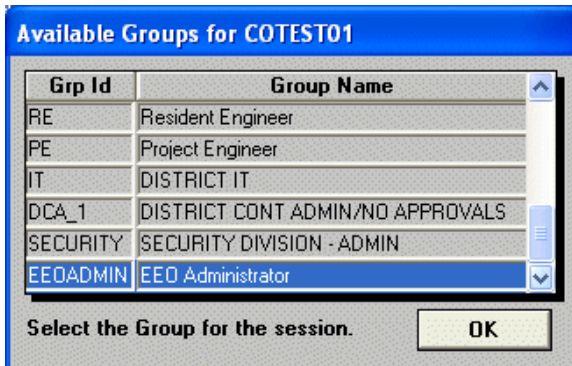 Available Groups for COTEST01
Grp Id Group Name
RE Resident Engineer
PE Project Engineer
IT DISTRICT IT
DCA_1 DISTRICT CONT ADMIN/NO APPROVALS
SECURITY SECURITY DIVISION - ADMIN
EEOADMIN EEO Administrator
Select the Group for the session. OK